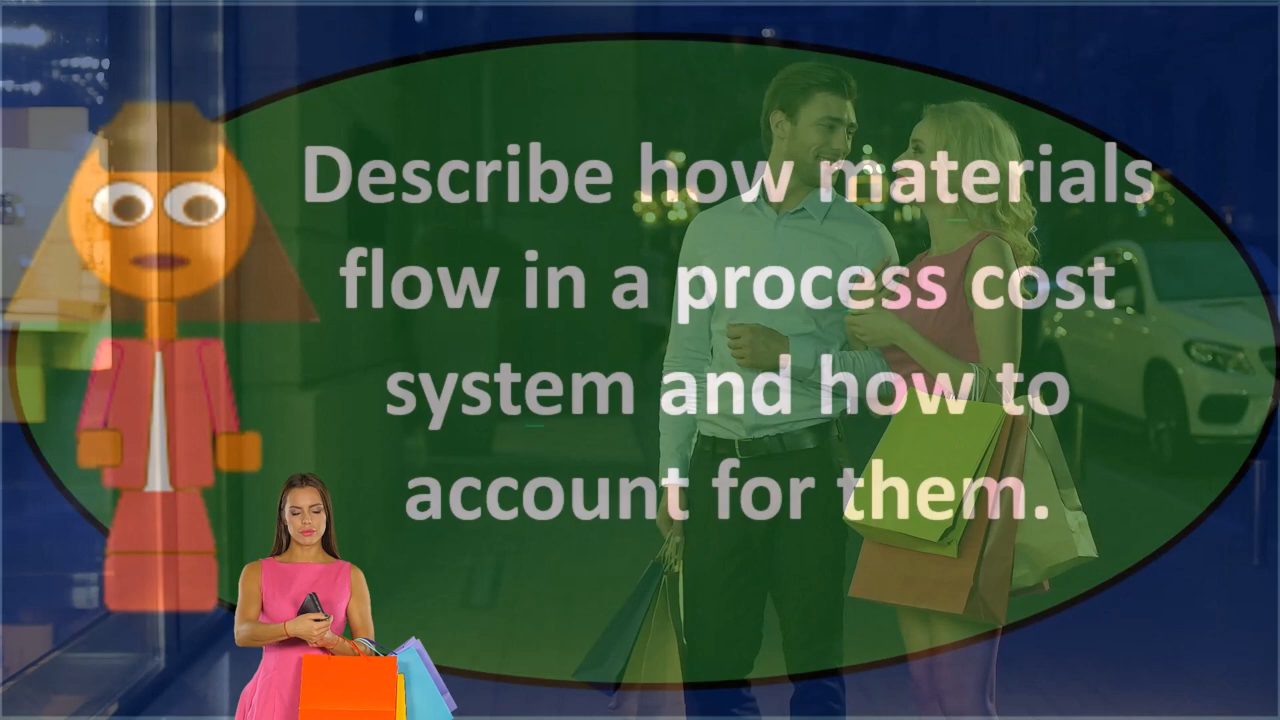 Describe how materials
flow in a process cost
system and how to
account for them.